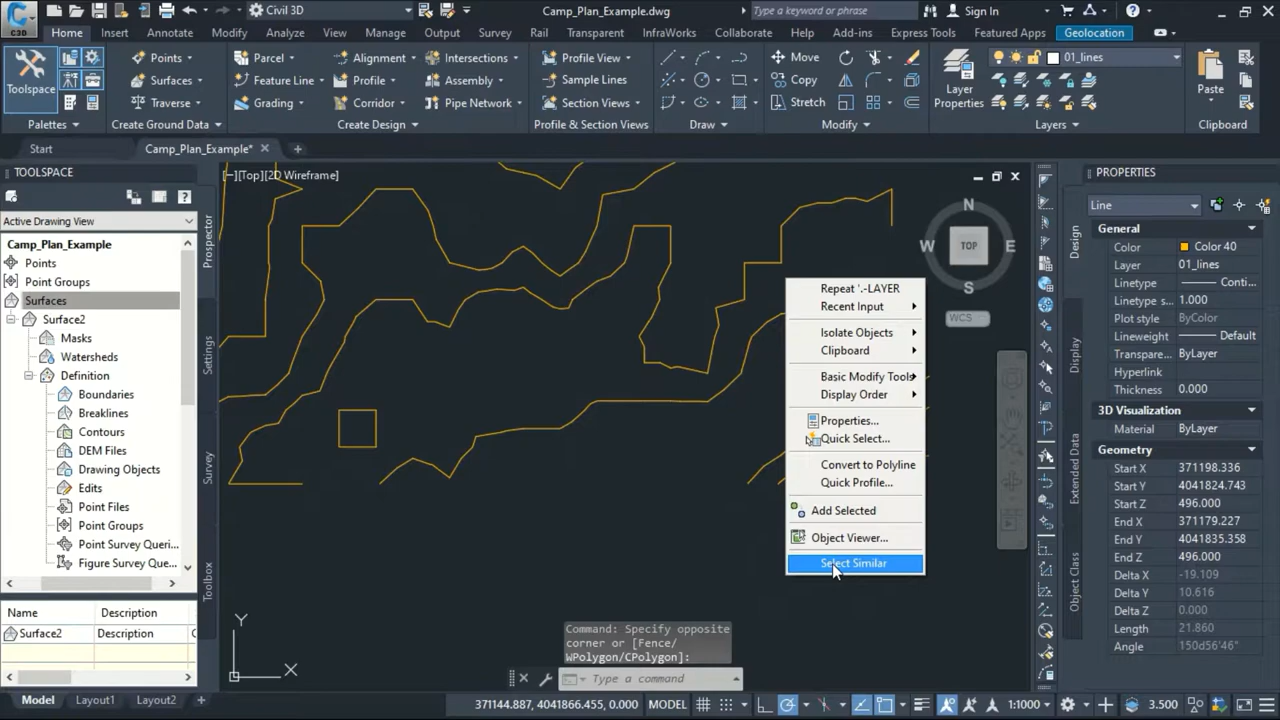 Civil 3D
Camp_Plan_Example.dwg
Type a keyword or phrase
Sign In
C3D
Home
Insert
Annotate
Modify
Analyze
View
Manage
Output
Survey
Rail
Transparent
InfraWorks
Collaborate
Help
Add-ins
Express Tools
Featured Apps
Geolocation
Toolspace
Points
Surfaces
Traverse
Parcel
Feature Line
Grading
Alignment
Profile
Corridor
Intersections
Assembly
Pipe Network
Profile View
Sample Lines
Section Views
Move
Copy
Stretch
Layer
Properties
01_lines
Paste
Palettes
Create Ground Data
Create Design
Profile & Section Views
Draw
Modify
Layers
Clipboard
Start
Camp_Plan_Example*
TOOLSPACE
Active Drawing View
Camp_Plan_Example
Points
Point Groups
Surfaces
Surface2
Masks
Watersheds
Definition
Boundaries
Breaklines
Contours
DEM Files
Drawing Objects
Edits
Point Files
Point Groups
Point Survey Queri...
Figure Survey Que...
Name
Description
Surface2
Description
Prospector
Settings
Survey
Toolbox
[−][Top][2D Wireframe]
N
W
TOP
E
S
WCS
Repeat '.-LAYER
Recent Input
Isolate Objects
Clipboard
Basic Modify Tools
Display Order
Properties...
Quick Select...
Convert to Polyline
Quick Profile...
Add Selected
Object Viewer...
Select Similar
Y
X
Command: Specify opposite
corner or [Fence/
WPolygon/CPolygon]:
Type a command
PROPERTIES
Line
General
Color
Color 40
Layer
01_lines
Linetype
Conti...
Linetype s...
1.000
Plot style
ByColor
Lineweight
Default
Transpare...
ByLayer
Hyperlink
Thickness
0.000
3D Visualization
Material
ByLayer
Geometry
Start X
371198.336
Start Y
4041824.743
Start Z
496.000
End X
371179.227
End Y
4041835.358
End Z
496.000
Delta X
-19.109
Delta Y
10.616
Delta Z
0.000
Length
21.860
Angle
150d56'46"
Design
Display
Extended Data
Object Class
Model
Layout1
Layout2
371144.887, 4041866.455, 0.000
MODEL
1:1000
3.500